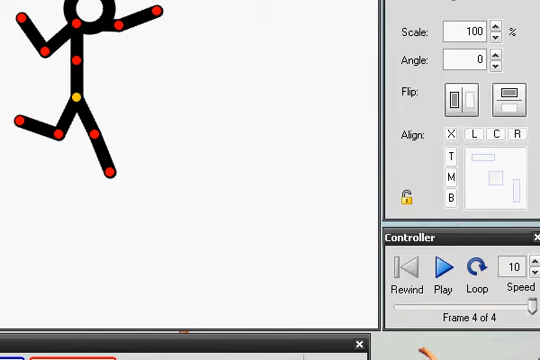 Scale: 100 %
Angle: 0
Flip:
Align: X L C R
T
M
B
Controller
10
Rewind Play Loop Speed
Frame 4 of 4